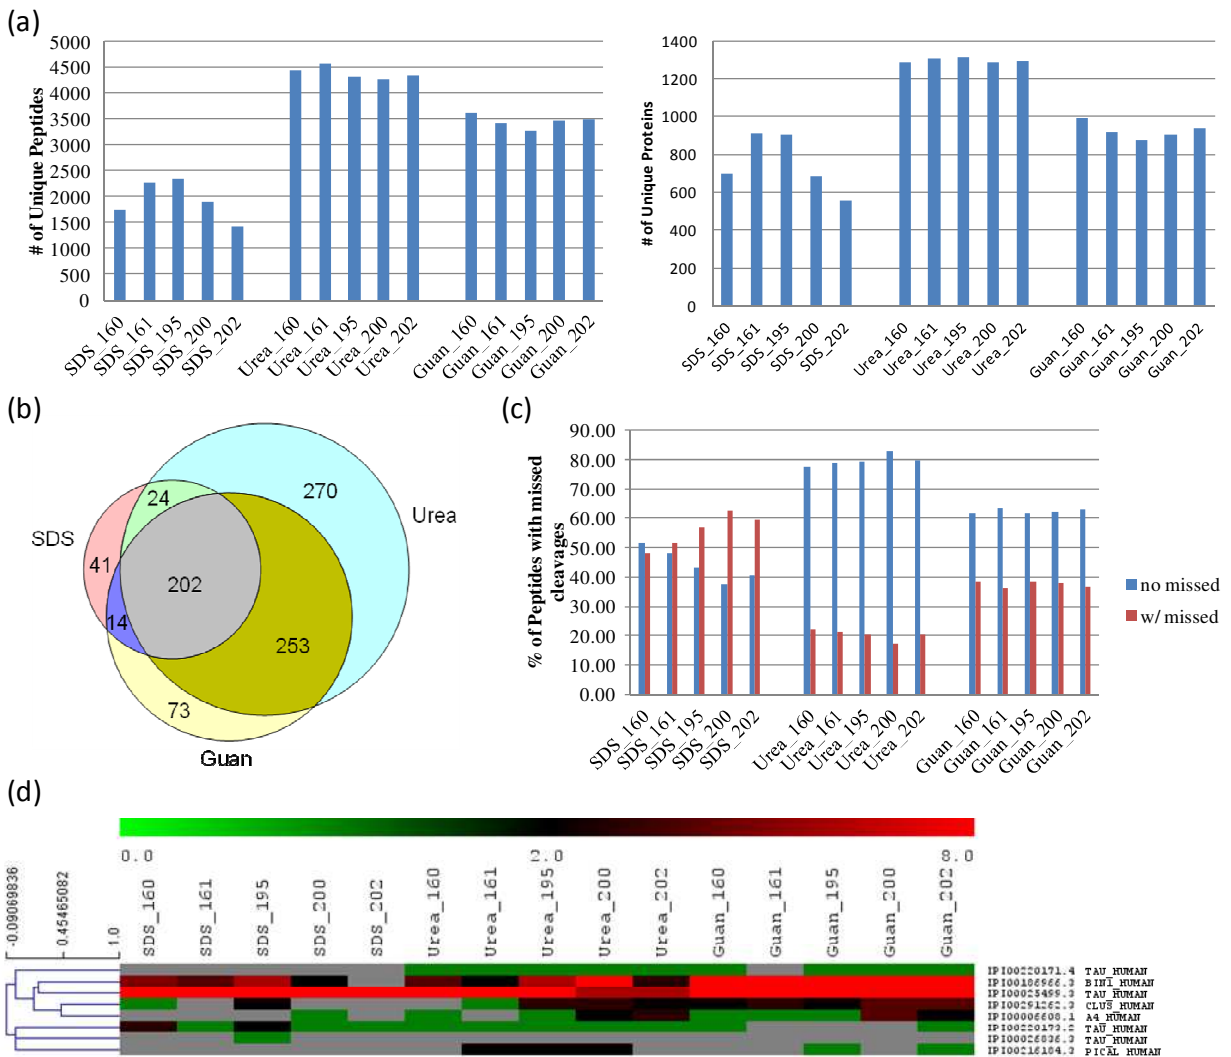 (a)
# of Unique Peptides
5000
4500
4000
3500
3000
2500
2000
1500
1000
500
0
SDS_160
SDS_161
SDS_195
SDS_200
SDS_202
Urea_160
Urea_161
Urea_195
Urea_200
Urea_202
Guan_160
Guan_161
Guan_195
Guan_200
Guan_202
# of Unique Proteins
1400
1200
1000
800
600
400
200
0
SDS_160
SDS_161
SDS_195
SDS_200
SDS_202
Urea_160
Urea_161
Urea_195
Urea_200
Urea_202
Guan_160
Guan_161
Guan_195
Guan_200
Guan_202
(b)
SDS
Urea
Guan
24
270
41
202
14
253
73
(c)
% of Peptides with missed
cleavages
90.00
80.00
70.00
60.00
50.00
40.00
30.00
20.00
10.00
0.00
SDS_160
SDS_161
SDS_195
SDS_200
SDS_202
Urea_160
Urea_161
Urea_195
Urea_200
Urea_202
Guan_160
Guan_161
Guan_195
Guan_200
Guan_202
no missed
w/ missed
(d)
0.0
2.0
8.0
-0.09069836
0.45465082
1.0
SDS_160
SDS_161
SDS_195
SDS_200
SDS_202
Urea_160
Urea_161
Urea_195
Urea_200
Urea_202
Guan_160
Guan_161
Guan_195
Guan_200
Guan_202
IPI00220171.4 TAU_HUMAN
BIN1_HUMAN
IPI00025499.3 TAU_HUMAN
IPI00291262.3 CLUS_HUMAN
A4_HUMAN
TAU_HUMAN
TAU_HUMAN
PICAL_HUMAN